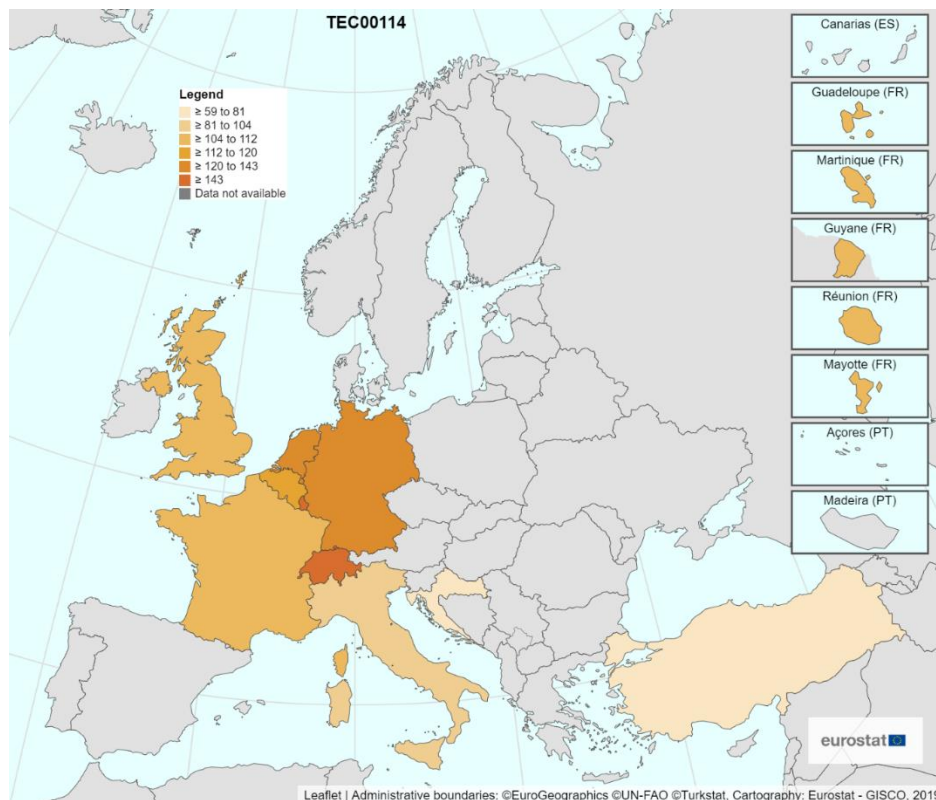 TEC00114
Legend
≥ 59 to 81
≥ 81 to 104
≥ 104 to 112
≥ 112 to 120
≥ 120 to 143
≥ 143
Data not available
Canarias (ES)
Guadeloupe (FR)
Martinique (FR)
Guyane (FR)
Réunion (FR)
Mayotte (FR)
Açores (PT)
Madeira (PT)
eurostat
Leaflet | Administrative boundaries: ©EuroGeographics ©UN-FAO ©Turkstat, Cartography: Eurostat - GISCO, 2019